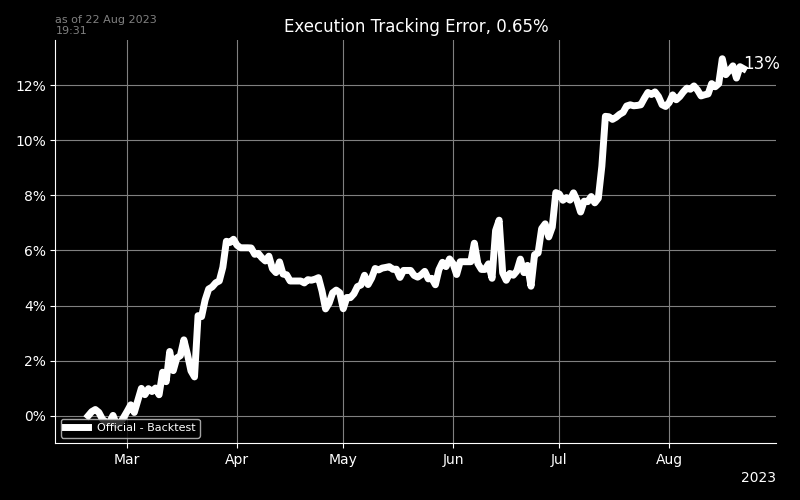 as of 22 Aug 2023
19:31
Execution Tracking Error, 0.65%
13%
12%
10%
8%
6%
4%
2%
0%
Official - Backtest
Mar
Apr
May
Jun
Jul
Aug
2023